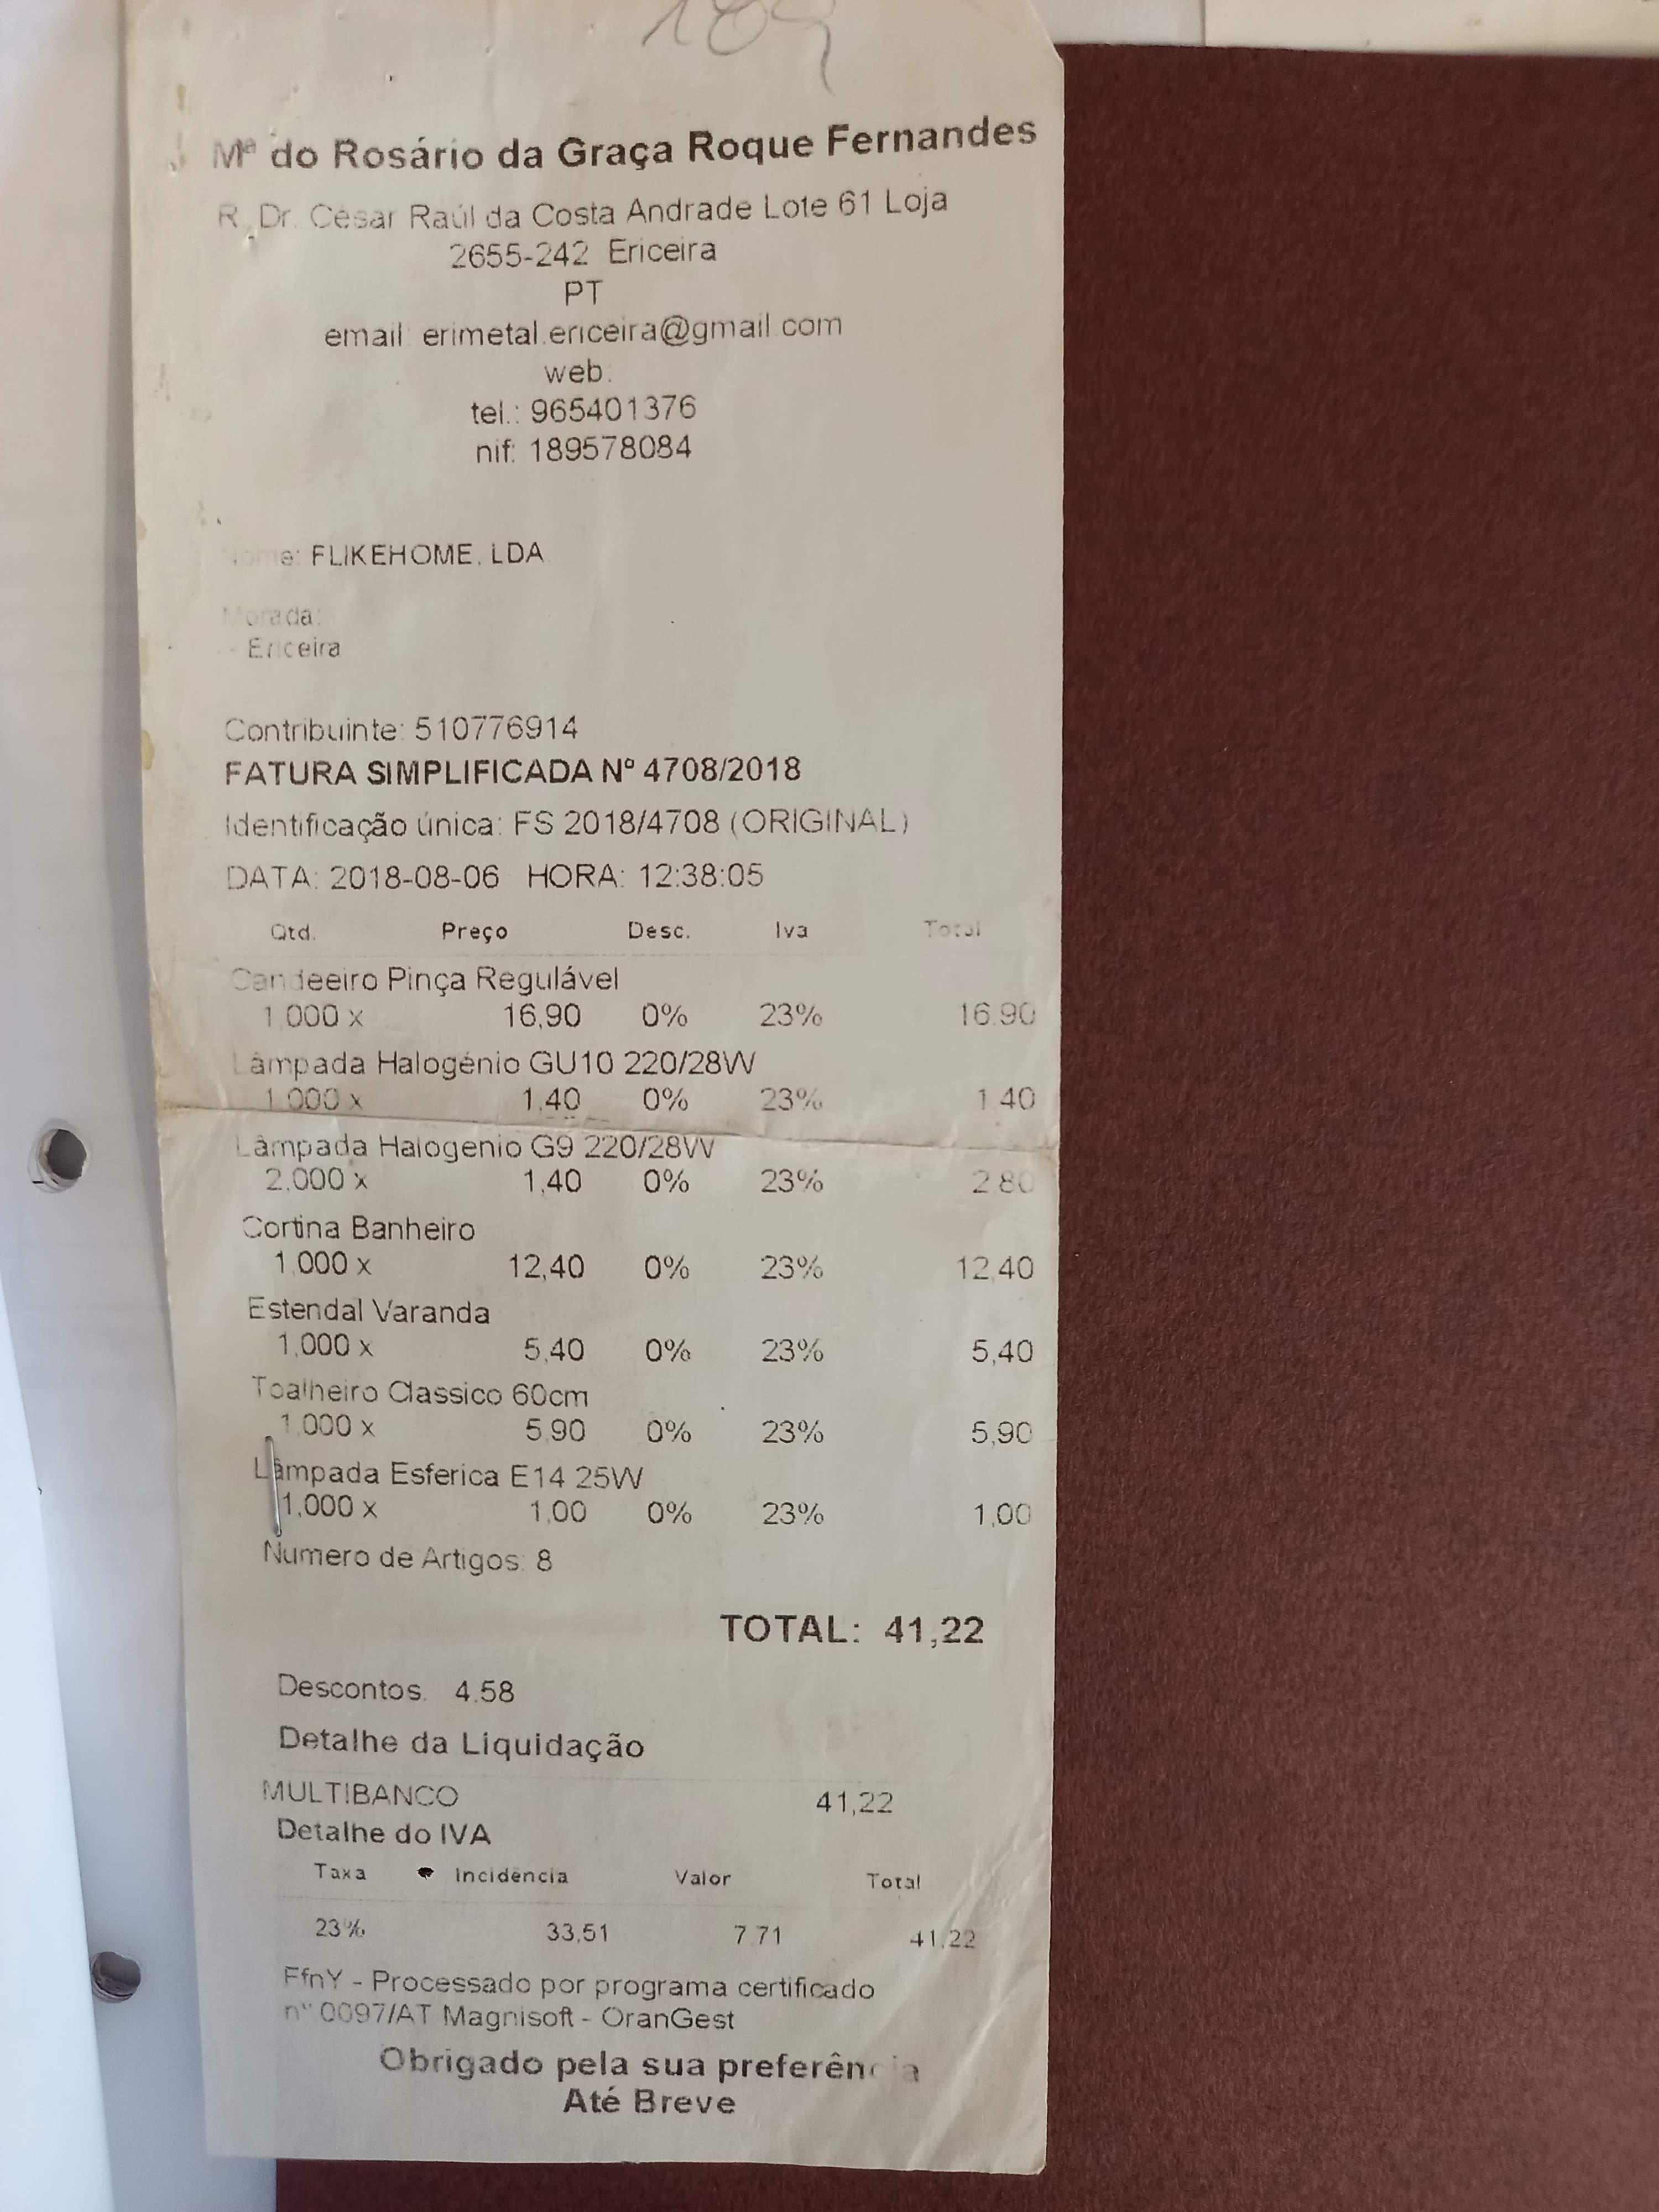 109
Mª do Rosário da Graça Roque Fernandes
R. Dr. César Raúl da Costa Andrade Lote 61 Loja
2655-242 Ericeira
PT
email: erimetal.ericeira@gmail.com
web:
tel.: 965401376
nif: 189578084
Nome: FLIKEHOME, LDA
Morada:
- Ericeira
Contribuinte: 510776914
FATURA SIMPLIFICADA Nº 4708/2018
Identificação única: FS 2018/4708 (ORIGINAL)
DATA: 2018-08-06 HORA: 12:38:05
Qtd. Preço Desc. Iva Total
Candeeiro Pinça Regulável
1,000 x 16,90 0% 23% 16,90
Lâmpada Halogénio GU10 220/28W
1,000 x 1,40 0% 23% 1,40
Lâmpada Halogenio G9 220/28W
2,000 x 1,40 0% 23% 2,80
Cortina Banheiro
1,000 x 12,40 0% 23% 12,40
Estendal Varanda
1,000 x 5,40 0% 23% 5,40
Toalheiro Classico 60cm
1,000 x 5,90 0% 23% 5,90
Lâmpada Esferica E14 25W
1,000 x 1,00 0% 23% 1,00
Numero de Artigos: 8
TOTAL: 41,22
Descontos. 4.58
Detalhe da Liquidação
MULTIBANCO 41,22
Detalhe do IVA
Taxa Incidência Valor Total
23% 33,51 7,71 41,22
FfnY - Processado por programa certificado
nº 0097/AT Magnisoft - OranGest
Obrigado pela sua preferência
Até Breve